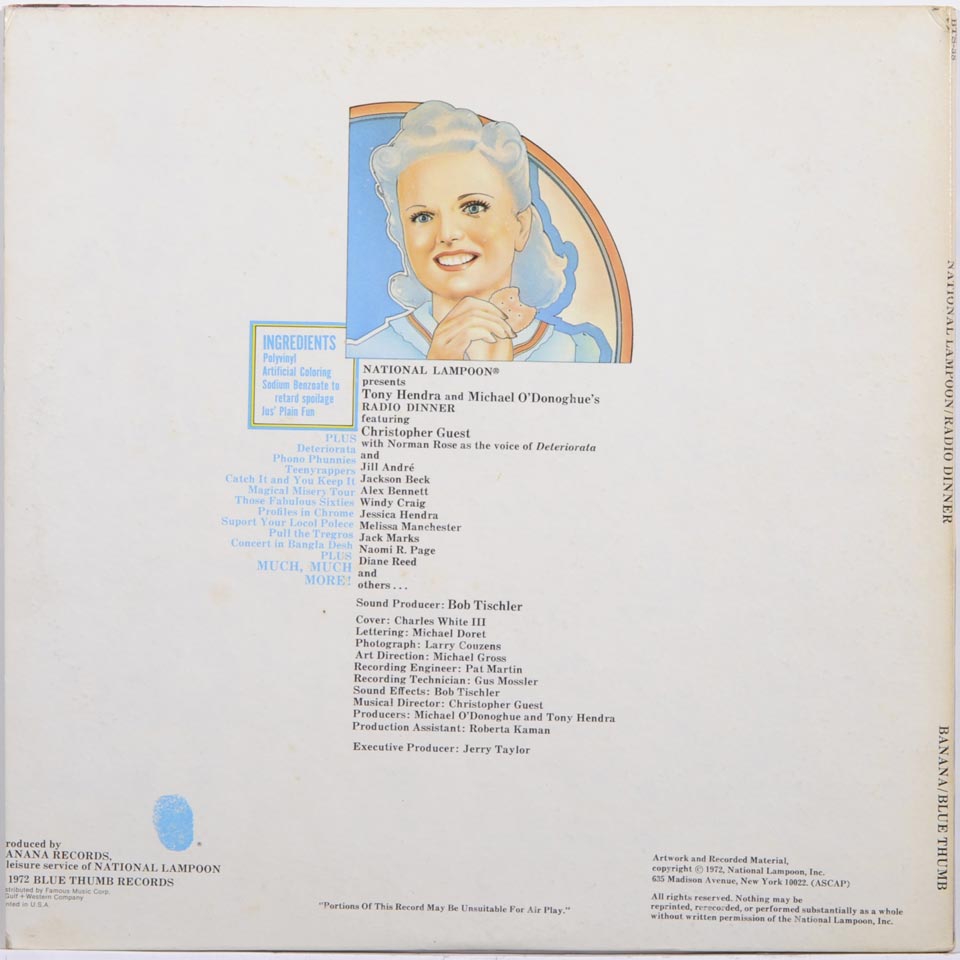 INGREDIENTS
Polyvinyl
Artificial Coloring
Sodium Benzoate to
retard spoilage
Jus' Plain Fun
PLUS
Deteriorata
Phono Phunnies
Teenyrappers
Catch It and You Keep It
Magical Misery Tour
Those Fabulous Sixties
Profiles in Chrome
Suport Your Locol Polece
Pull the Tregros
Concert in Bangla Desh
PLUS
MUCH, MUCH
MORE!
NATIONAL LAMPOON®
presents
Tony Hendra and Michael O'Donoghue's
RADIO DINNER
featuring
Christopher Guest
with Norman Rose as the voice of Deteriorata
and
Jill André
Jackson Beck
Alex Bennett
Windy Craig
Jessica Hendra
Melissa Manchester
Jack Marks
Naomi R. Page
Diane Reed
and
others...
Sound Producer: Bob Tischler
Cover: Charles White III
Lettering: Michael Doret
Photograph: Larry Couzens
Art Direction: Michael Gross
Recording Engineer: Pat Martin
Recording Technician: Gus Mossler
Sound Effects: Bob Tischler
Musical Director: Christopher Guest
Producers: Michael O'Donoghue and Tony Hendra
Production Assistant: Roberta Kaman
Executive Producer: Jerry Taylor
®
roduced by
ANANA RECORDS,
leisure service of NATIONAL LAMPOON
1972 BLUE THUMB RECORDS
stributed by Famous Music Corp.
Gulf + Western Company
nted in U.S.A.
"Portions Of This Record May Be Unsuitable For Air Play."
Artwork and Recorded Material,
copyright © 1972, National Lampoon, Inc.
635 Madison Avenue, New York 10022. (ASCAP)
All rights reserved. Nothing may be
reprinted, rerecorded, or performed substantially as a whole
without written permission of the National Lampoon, Inc.
BTS-38
NATIONAL LAMPOON/RADIO DINNER
BANANA/BLUE THUMB